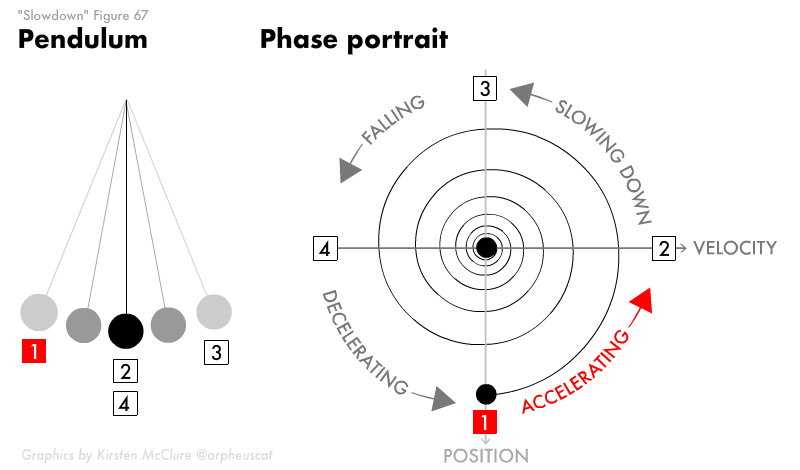 "Slowdown" Figure 67
Pendulum
Phase portrait
3
FALLING
SLOWING DOWN
4
2
VELOCITY
DECELERATING
ACCELERATING
1
2
3
4
1
POSITION
Graphics by Kirsten McClure @orpheuscat